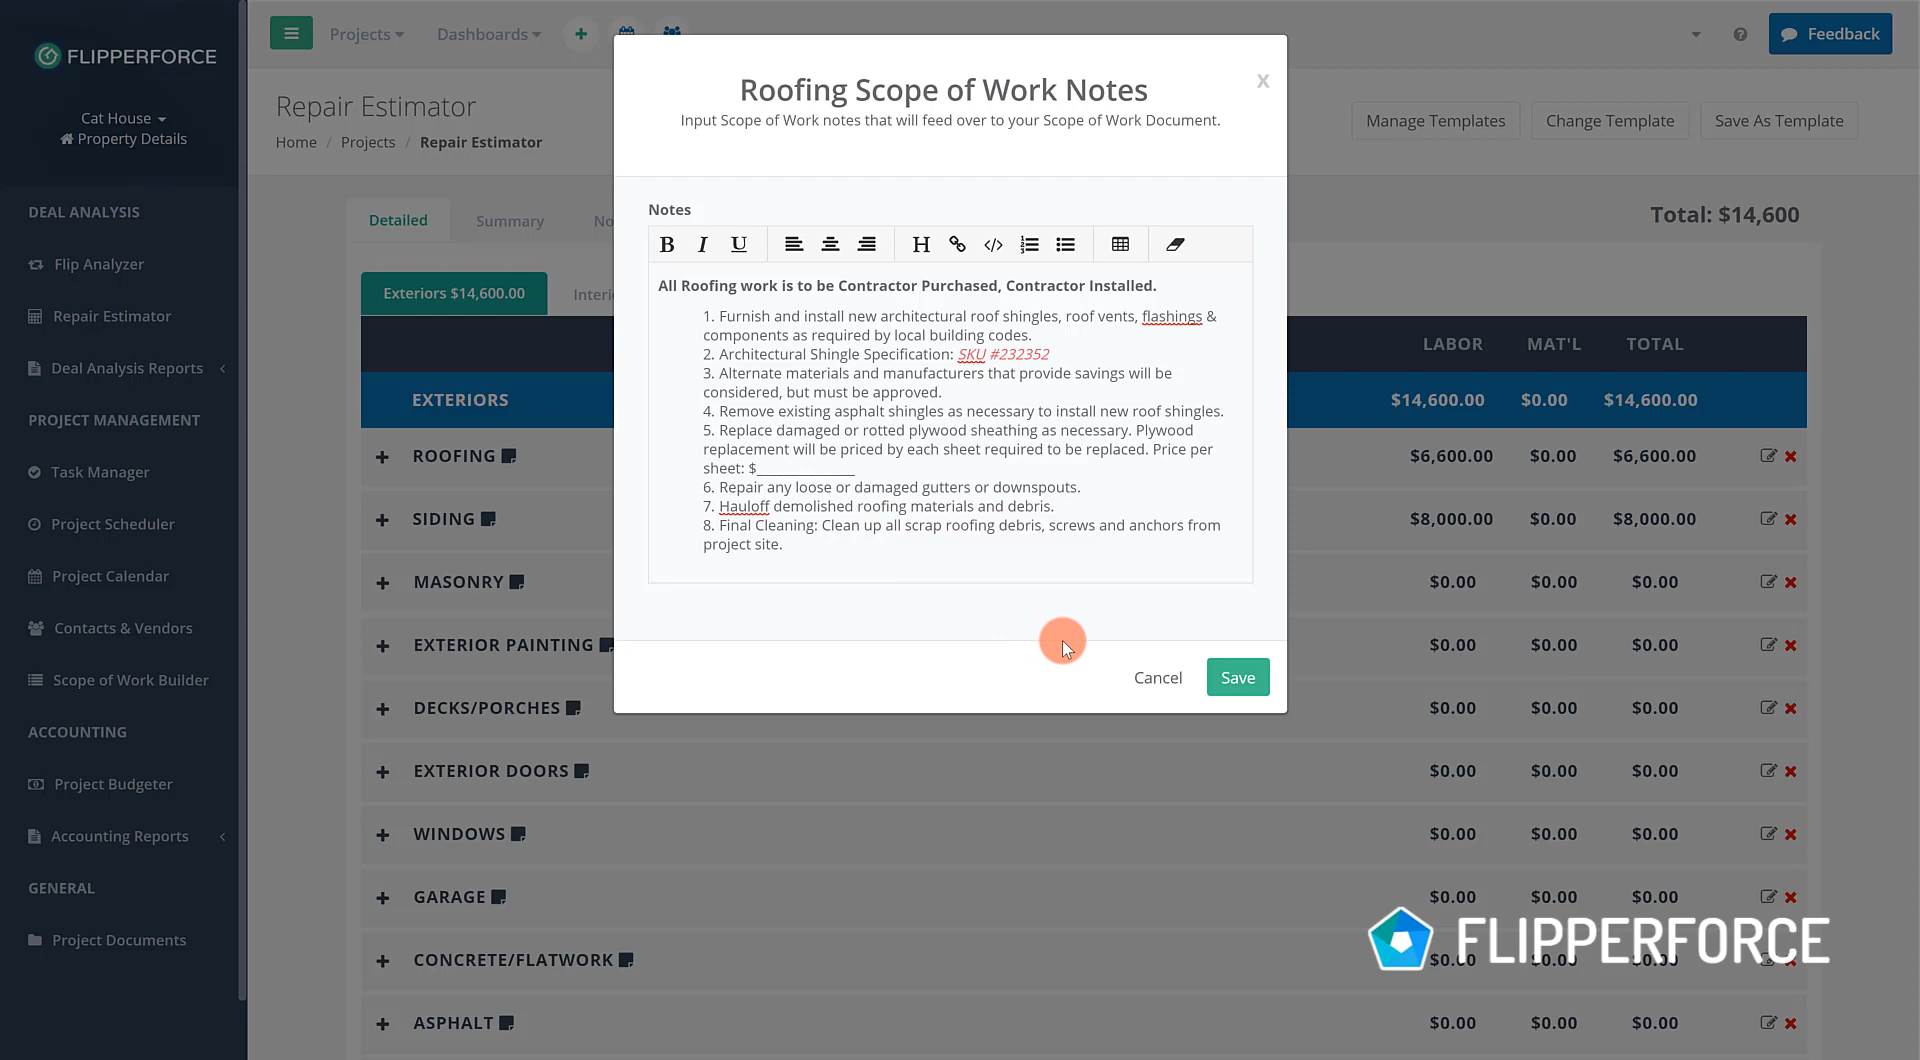 FLIPPERFORCE
Cat House
Property Details
DEAL ANALYSIS
Flip Analyzer
Repair Estimator
Deal Analysis Reports
PROJECT MANAGEMENT
Task Manager
Project Scheduler
Project Calendar
Contacts & Vendors
Scope of Work Builder
ACCOUNTING
Project Budgeter
Accounting Reports
GENERAL
Project Documents
Projects Dashboards
Feedback
Repair Estimator
Home / Projects / Repair Estimator
Manage Templates Change Template Save As Template
Detailed Summary
Total: $14,600
Exteriors $14,600.00
LABOR MAT'L TOTAL
EXTERIORS $14,600.00 $0.00 $14,600.00
ROOFING $6,600.00 $0.00 $6,600.00
SIDING $8,000.00 $0.00 $8,000.00
MASONRY $0.00 $0.00 $0.00
EXTERIOR PAINTING $0.00 $0.00 $0.00
DECKS/PORCHES $0.00 $0.00 $0.00
EXTERIOR DOORS $0.00 $0.00 $0.00
WINDOWS $0.00 $0.00 $0.00
GARAGE $0.00 $0.00 $0.00
CONCRETE/FLATWORK $0.00 $0.00 $0.00
ASPHALT $0.00 $0.00 $0.00
Roofing Scope of Work Notes
X
Input Scope of Work notes that will feed over to your Scope of Work Document.
Notes
B I U H </>
All Roofing work is to be Contractor Purchased, Contractor Installed.
1. Furnish and install new architectural roof shingles, roof vents, flashings &
components as required by local building codes.
2. Architectural Shingle Specification: SKU #232352
3. Alternate materials and manufacturers that provide savings will be
considered, but must be approved.
4. Remove existing asphalt shingles as necessary to install new roof shingles.
5. Replace damaged or rotted plywood sheathing as necessary. Plywood
replacement will be priced by each sheet required to be replaced. Price per
sheet: $______________
6. Repair any loose or damaged gutters or downspouts.
7. Hauloff demolished roofing materials and debris.
8. Final Cleaning: Clean up all scrap roofing debris, screws and anchors from
project site.
Cancel Save
FLIPPERFORCE